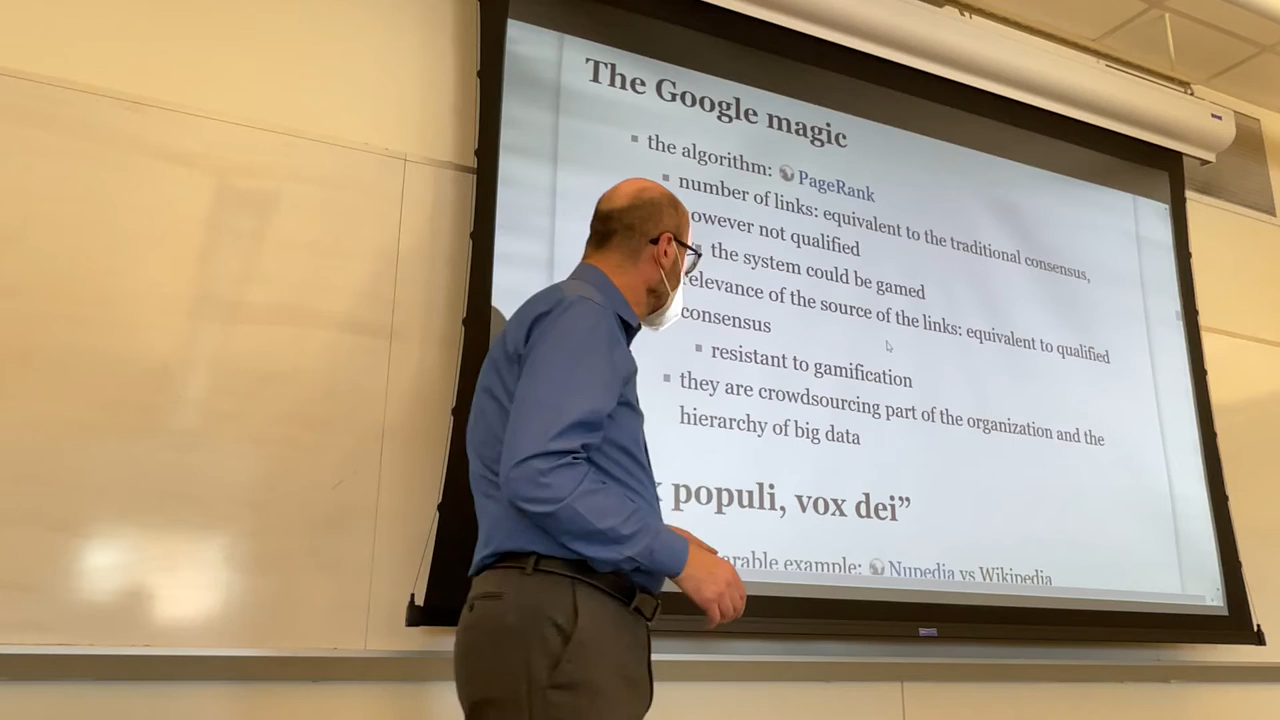 The Google magic
the algorithm: PageRank
number of links: equivalent to the traditional consensus,
owever not qualified
the system could be gamed
relevance of the source of the links: equivalent to qualified
consensus
resistant to gamification
they are crowdsourcing part of the organization and the
hierarchy of big data
populi, vox dei”
arable example: Nupedia vs Wikipedia